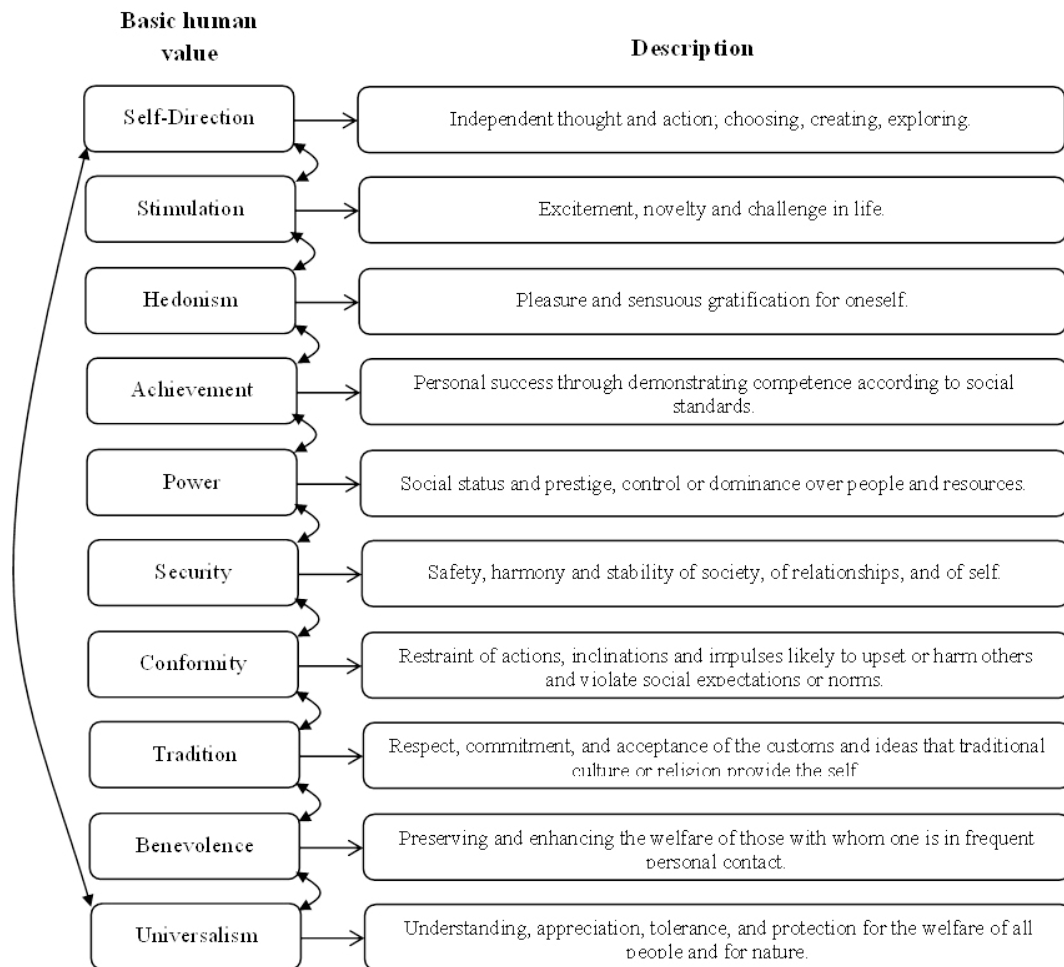 Basic human
value
Description
Self-Direction
Independent thought and action; choosing, creating, exploring.
Stimulation
Excitement, novelty and challenge in life.
Hedonism
Pleasure and sensuous gratification for oneself.
Achievement
Personal success through demonstrating competence according to social
standards.
Power
Social status and prestige, control or dominance over people and resources.
Security
Safety, harmony and stability of society, of relationships, and of self.
Conformity
Restraint of actions, inclinations and impulses likely to upset or harm others
and violate social expectations or norms.
Tradition
Respect, commitment, and acceptance of the customs and ideas that traditional
culture or religion provide the self
Benevolence
Preserving and enhancing the welfare of those with whom one is in frequent
personal contact.
Universalism
Understanding, appreciation, tolerance, and protection for the welfare of all
people and for nature.